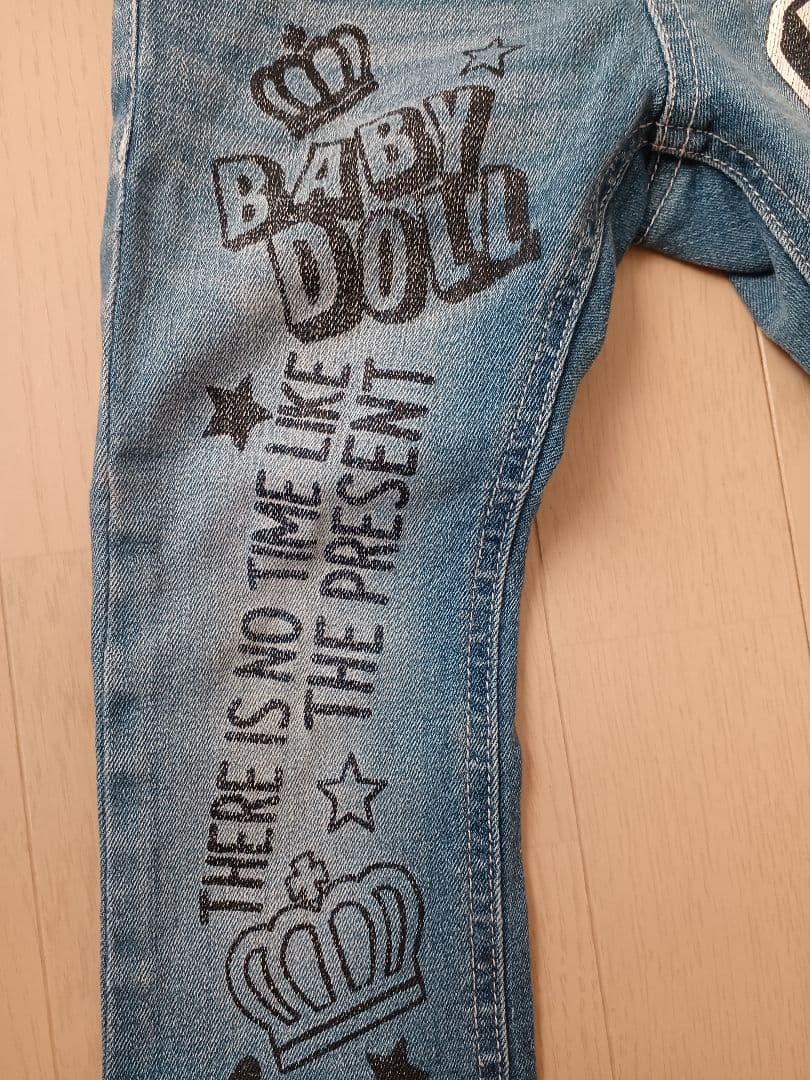 BABY
DOLL
THERE IS NO TIME LIKE
THE PRESENT